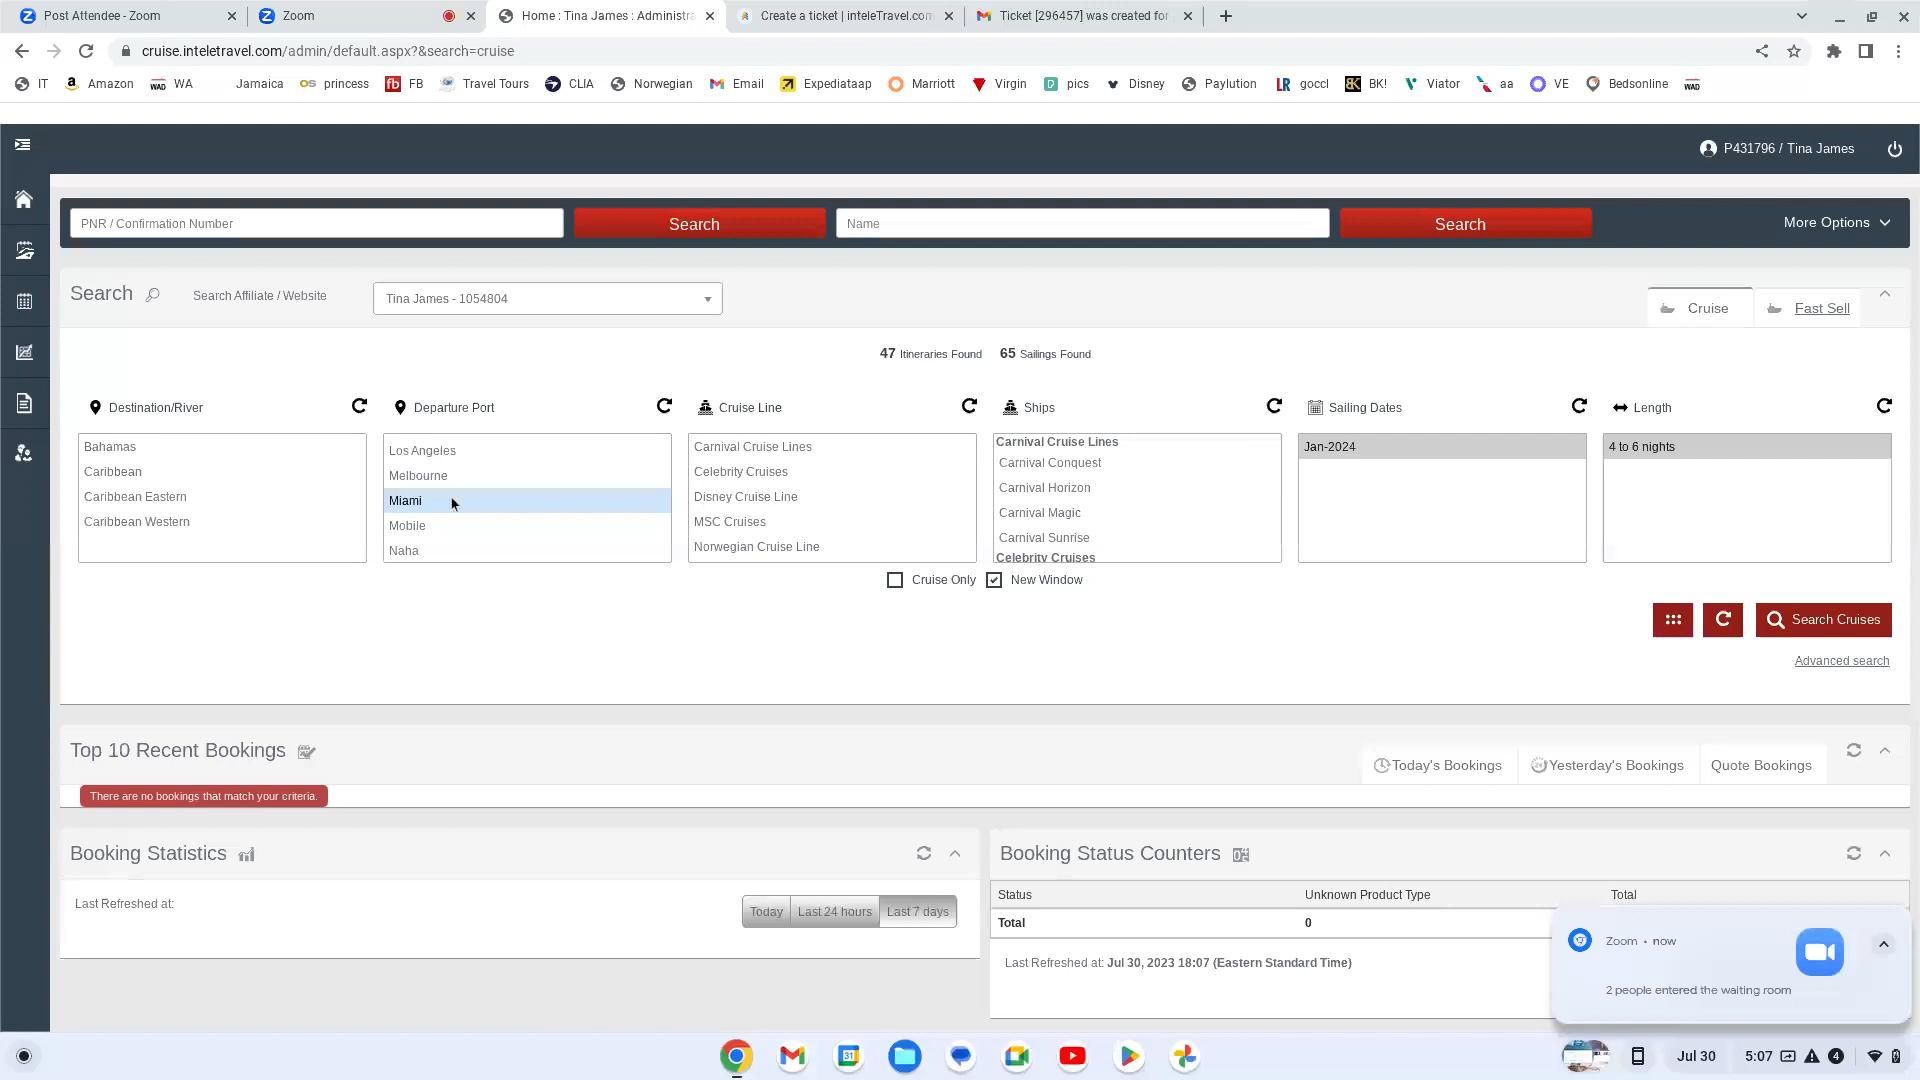 Post Attendee - Zoom
Zoom
Home : Tina James : Administra
Create a ticket | inteleTravel.com
Ticket [296457] was created for
cruise.inteletravel.com/admin/default.aspx?&search=cruise
IT
Amazon
WAD WA
Jamaica
princess
fb FB
Travel Tours
CLIA
Norwegian
Email
Expediataap
Marriott
Virgin
pics
Disney
Paylution
LR goccl
BK!
Viator
aa
VE
Bedsonline
WAD
P431796 / Tina James
PNR / Confirmation Number
Search
Name
Search
More Options
Search
Search Affiliate / Website
Tina James - 1054804
Cruise
Fast Sell
47 Itineraries Found 65 Sailings Found
Destination/River
Departure Port
Cruise Line
Ships
Sailing Dates
Length
Bahamas
Caribbean
Caribbean Eastern
Caribbean Western
Los Angeles
Melbourne
Miami
Mobile
Naha
Carnival Cruise Lines
Celebrity Cruises
Disney Cruise Line
MSC Cruises
Norwegian Cruise Line
Carnival Cruise Lines
Carnival Conquest
Carnival Horizon
Carnival Magic
Carnival Sunrise
Celebrity Cruises
Jan-2024
4 to 6 nights
Cruise Only
New Window
Search Cruises
Advanced search
Top 10 Recent Bookings
Today's Bookings
Yesterday's Bookings
Quote Bookings
There are no bookings that match your criteria.
Booking Statistics
Last Refreshed at:
Today
Last 24 hours
Last 7 days
Booking Status Counters
Status
Unknown Product Type
Total
Total
0
Last Refreshed at: Jul 30, 2023 18:07 (Eastern Standard Time)
Zoom • now
2 people entered the waiting room
31
Jul 30
5:07
4